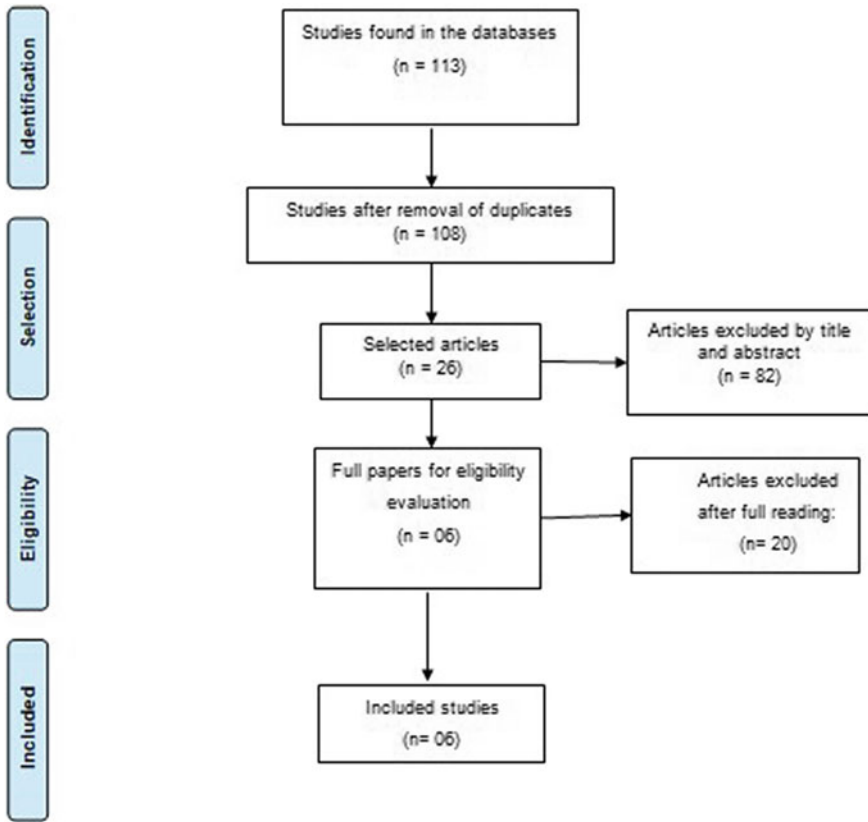 Identification
Studies found in the databases
(n = 113)
Studies after removal of duplicates
(n = 108)
Selection
Selected articles
(n = 26)
Articles excluded by title
and abstract
(n = 82)
Eligibility
Full papers for eligibility
evaluation
(n = 06)
Articles excluded
after full reading:
(n= 20)
Included
Included studies
(n= 06)